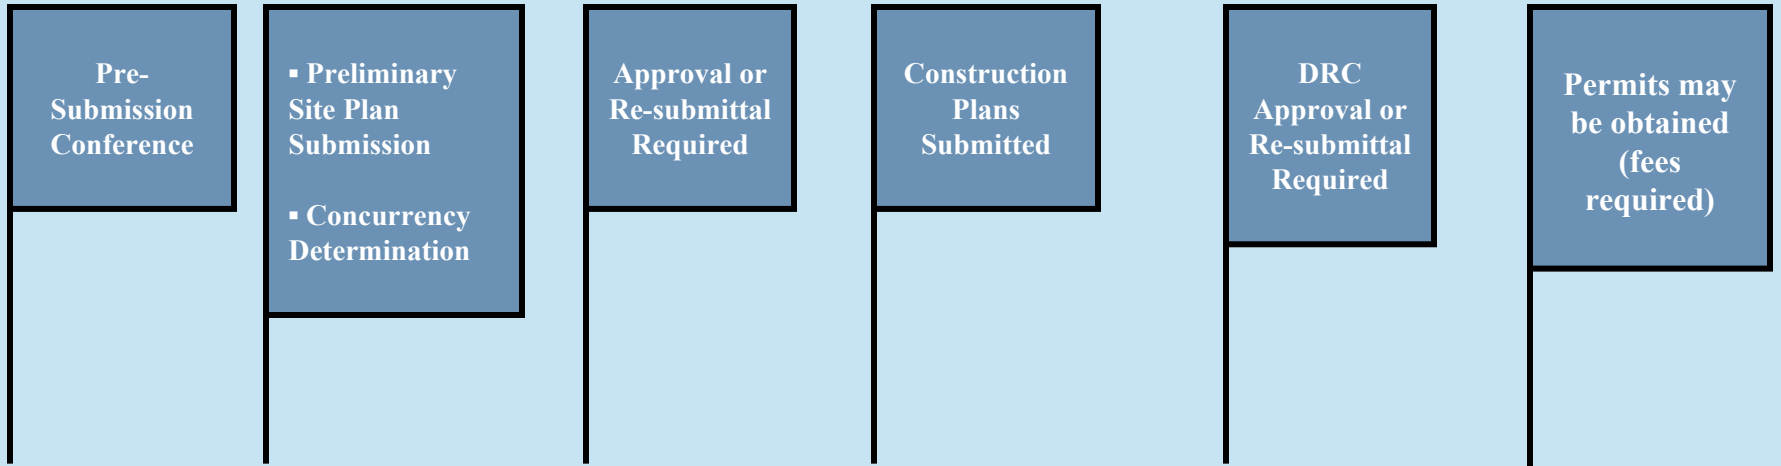 Pre-
Submission
Conference
▪ Preliminary
Site Plan
Submission
▪ Concurrency
Determination
Approval or
Re-submittal
Required
Construction
Plans
Submitted
DRC
Approval or
Re-submittal
Required
Permits may
be obtained
(fees
required)